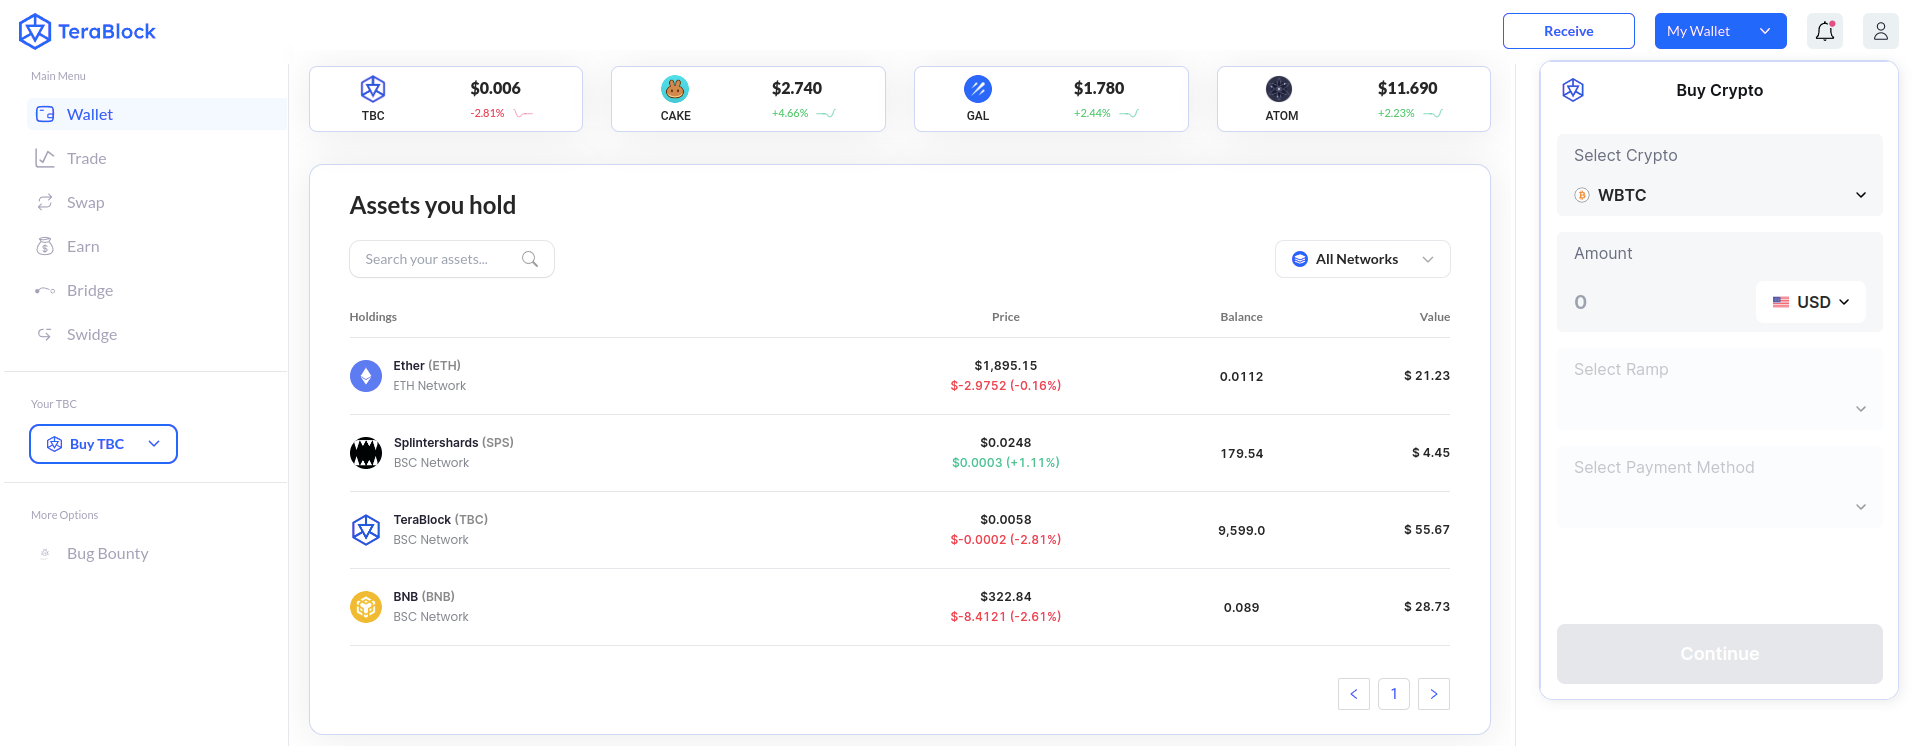 TeraBlock
Receive
My Wallet
Main Menu
Wallet
Trade
Swap
Earn
Bridge
Swidge
Your TBC
Buy TBC
More Options
Bug Bounty
TBC
$0.006
-2.81%
CAKE
$2.740
+4.66%
GAL
$1.780
+2.44%
ATOM
$11.690
+2.23%
Assets you hold
Search your assets...
All Networks
Holdings Price Balance Value
Ether (ETH)
ETH Network
$1,895.15
$-2.9752 (-0.16%)
0.0112
$ 21.23
Splintershards (SPS)
BSC Network
$0.0248
$0.0003 (+1.11%)
179.54
$ 4.45
TeraBlock (TBC)
BSC Network
$0.0058
$-0.0002 (-2.81%)
9,599.0
$ 55.67
BNB (BNB)
BSC Network
$322.84
$-8.4121 (-2.61%)
0.089
$ 28.73
< 1 >
Buy Crypto
Select Crypto
WBTC
Amount
0
USD
Select Ramp
Select Payment Method
Continue